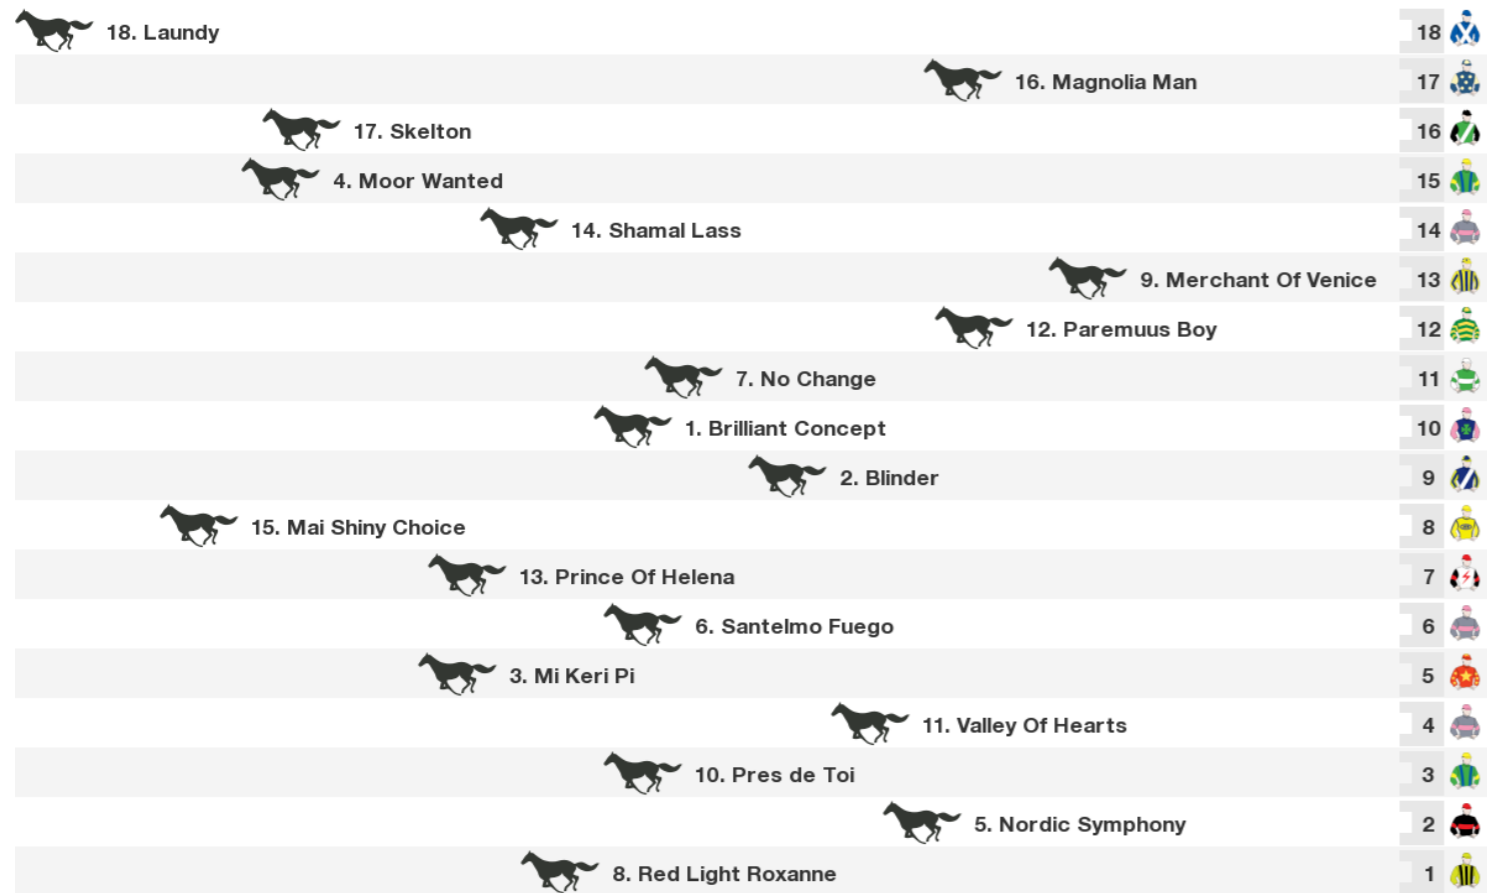 18. Laundy 18
16. Magnolia Man 17
17. Skelton 16
4. Moor Wanted 15
14. Shamal Lass 14
9. Merchant Of Venice 13
12. Paremuus Boy 12
7. No Change 11
1. Brilliant Concept 10
2. Blinder 9
15. Mai Shiny Choice 8
13. Prince Of Helena 7
6. Santelmo Fuego 6
3. Mi Keri Pi 5
11. Valley Of Hearts 4
10. Pres de Toi 3
5. Nordic Symphony 2
8. Red Light Roxanne 1